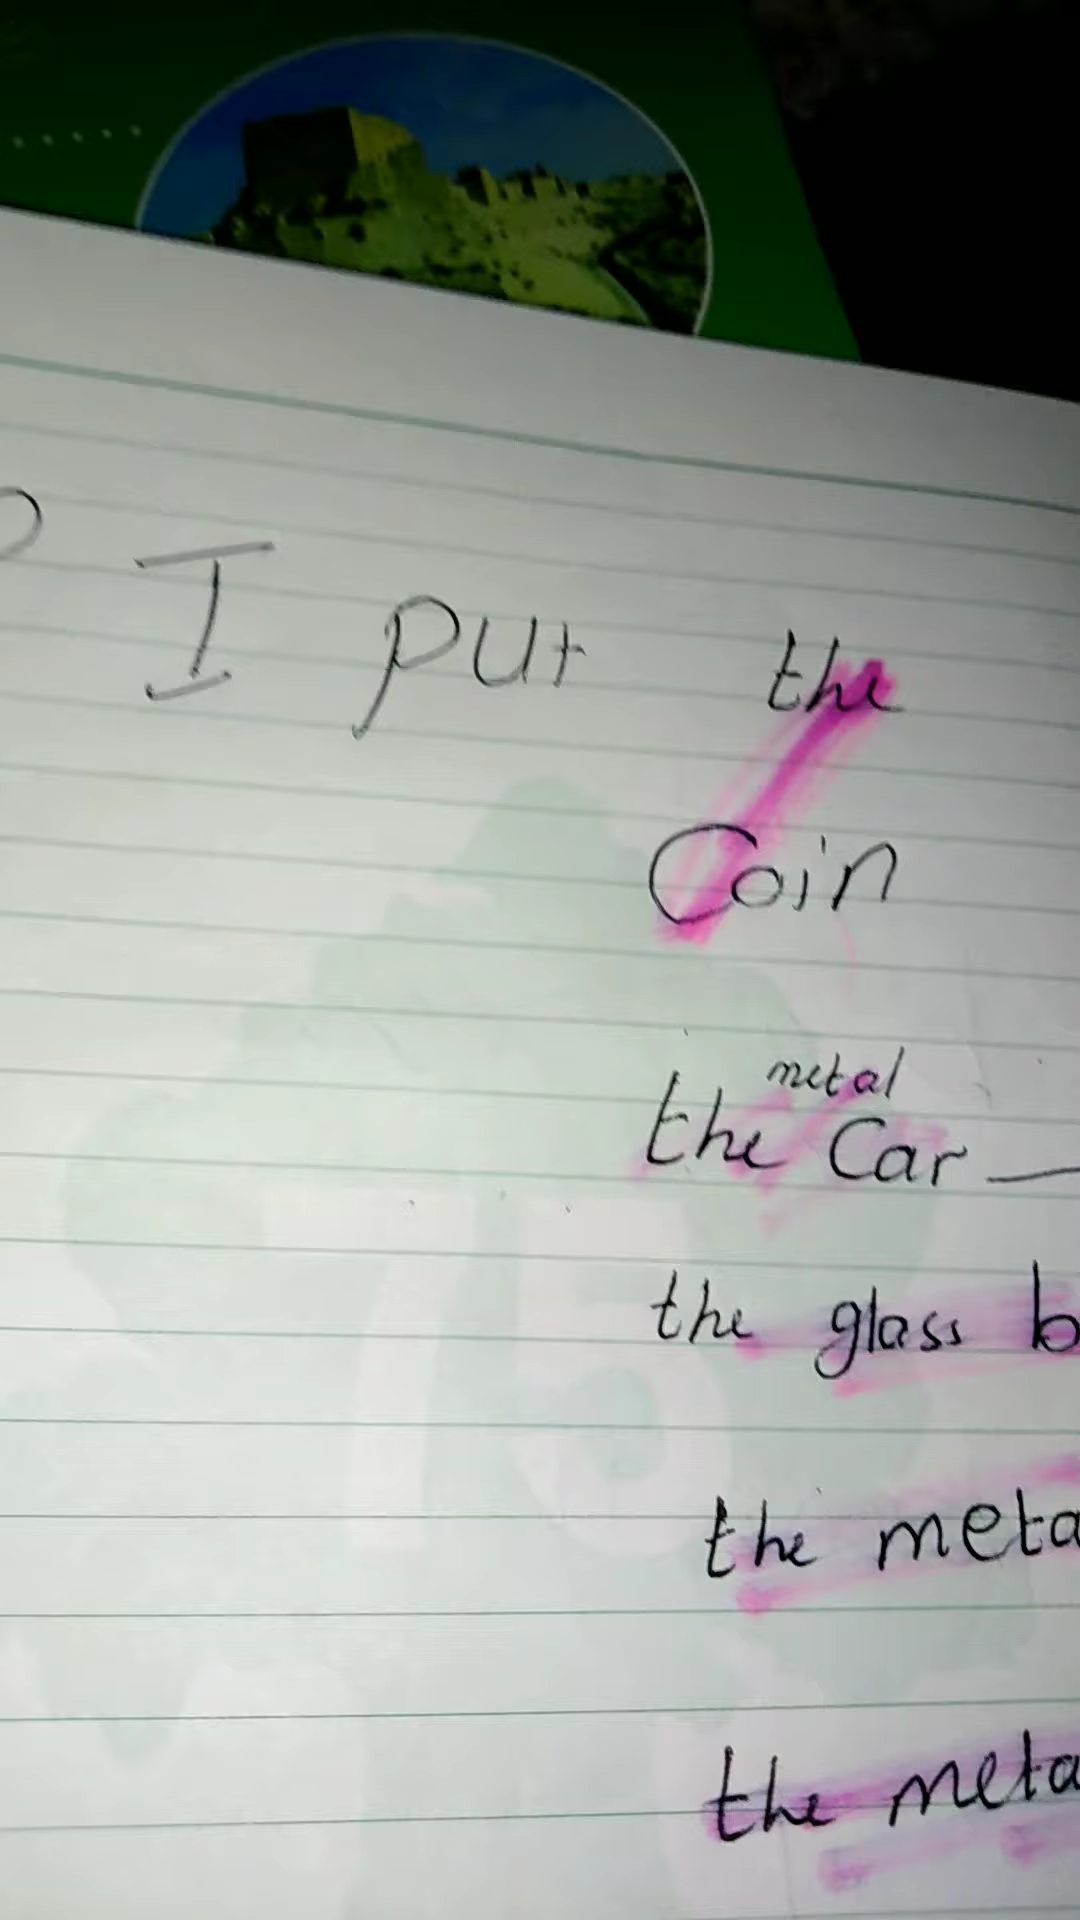 I put the
Coin
metal
the Car
the glass b
the meta
the meta